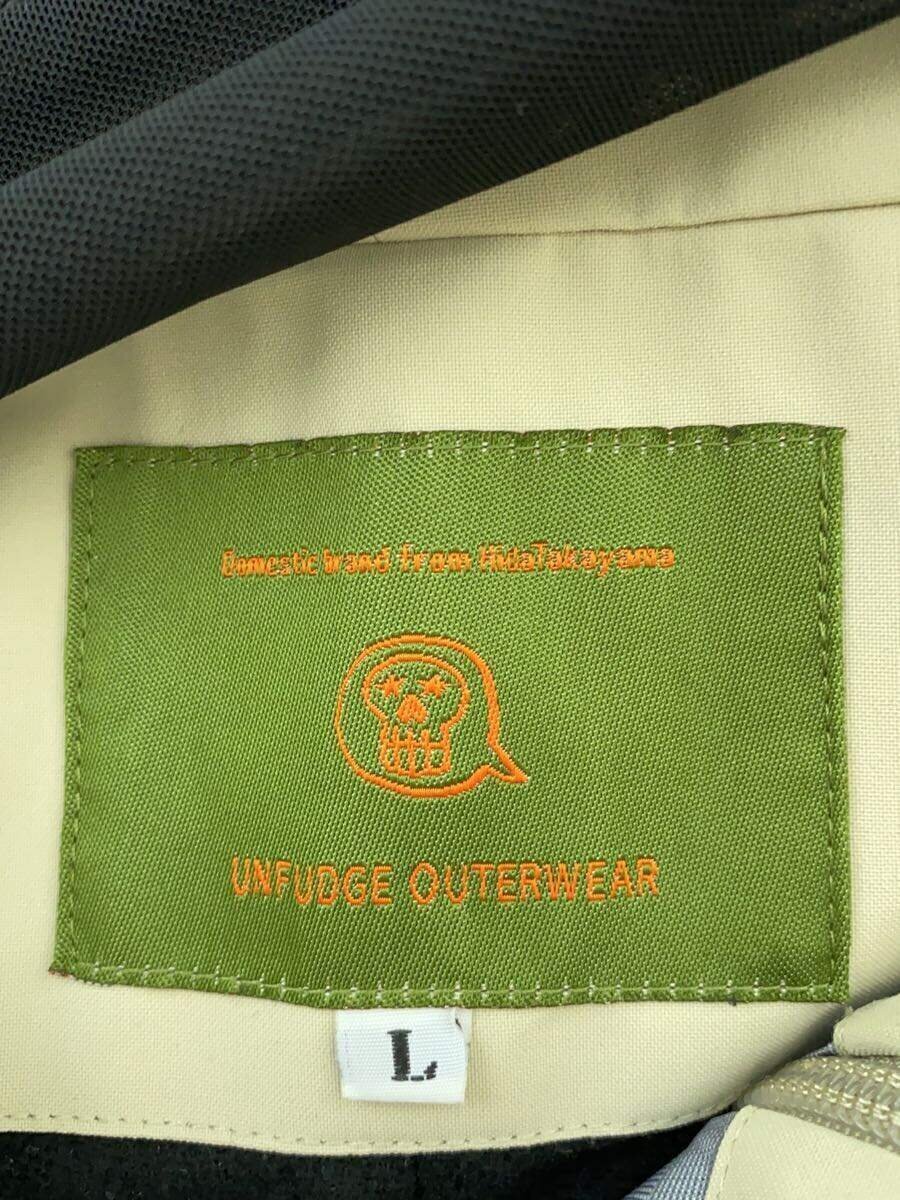 Domestic brand from HidaTakayama
UNFUDGE OUTERWEAR
L